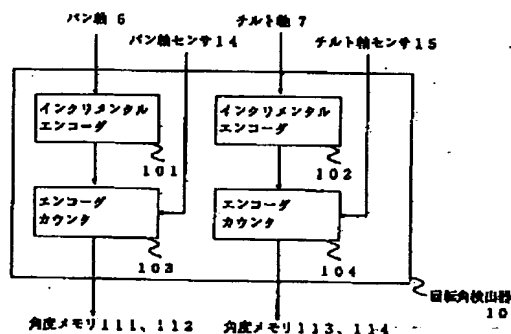 パン軸 6
チルト軸 7
パン軸センサ14
チルト軸センサ15
インクリメンタル
エンコーダ
インクリメンタル
エンコーダ
101
102
エンコーダ
カウンタ
エンコーダ
カウンタ
103
104
回転角検出器
10
角度メモリ111、112
角度メモリ113、114